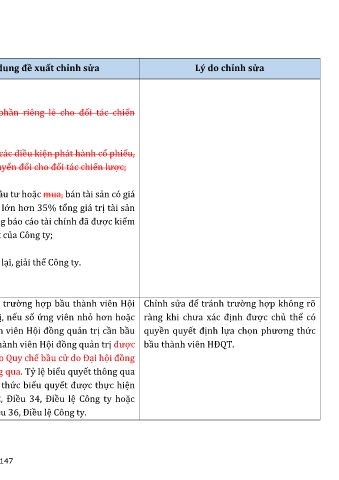 dung đề xuất chỉnh sửa
Lý do chỉnh sửa
phần riêng lẻ cho đối tác chiến
các điều kiện phát hành cổ phiếu,
uyển đổi cho đối tác chiến lược;
ầu tư hoặc mua, bán tài sản có giá
lớn hơn 35% tổng giá trị tài sản
g báo cáo tài chính đã được kiểm
của Công ty;
lại, giải thể Công ty.
trường hợp bầu thành viên Hội
ị, nếu số ứng viên nhỏ hơn hoặc
h viên Hội đồng quản trị cần bầu
hành viên Hội đồng quản trị được
o Quy chế bầu cử do Đại hội đồng
g qua. Tỷ lệ biểu quyết thông qua
thức biểu quyết được thực hiện
, Điều 34, Điều lệ Công ty hoặc
u 36, Điều lệ Công ty.
Chỉnh sửa để tránh trường hợp không rõ
ràng khi chưa xác định được chủ thể có
quyền quyết định lựa chọn phương thức
bầu thành viên HĐQT.
147